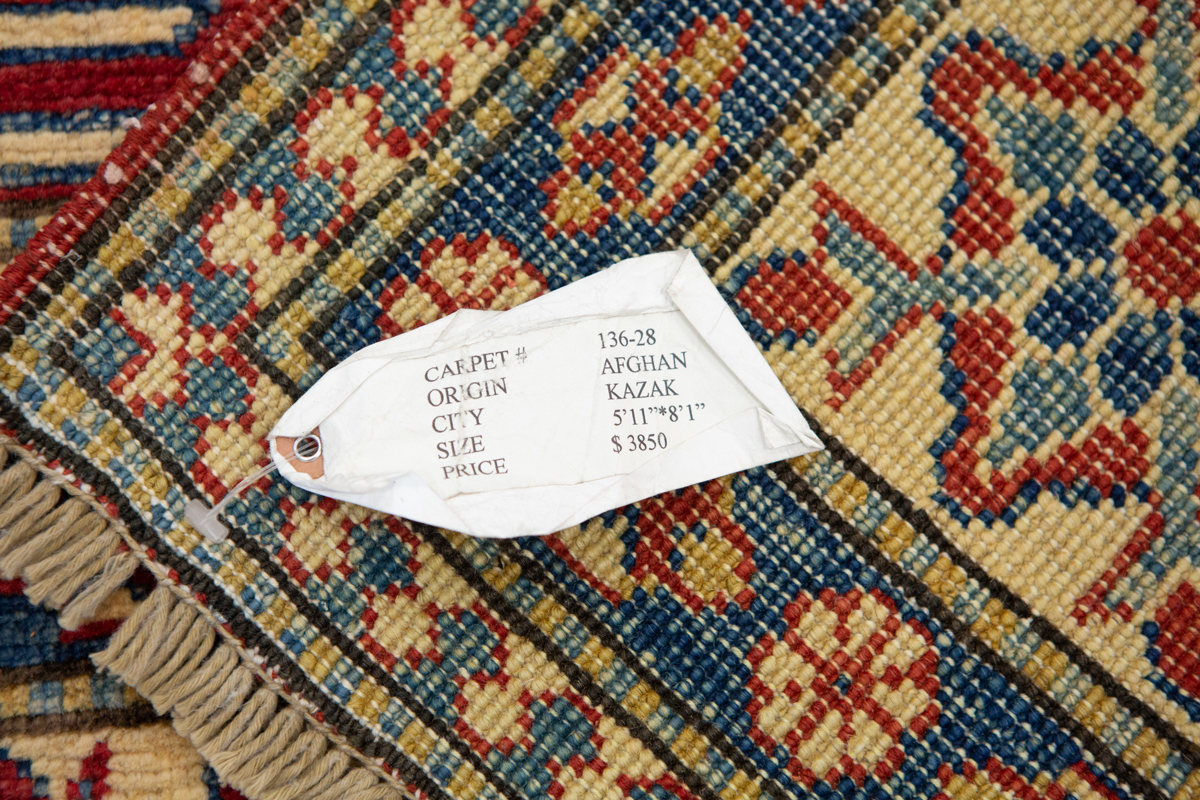 CARPET # 136-28
ORIGIN AFGHAN
CITY KAZAK
SIZE 5'11”*8'1”
PRICE $ 3850